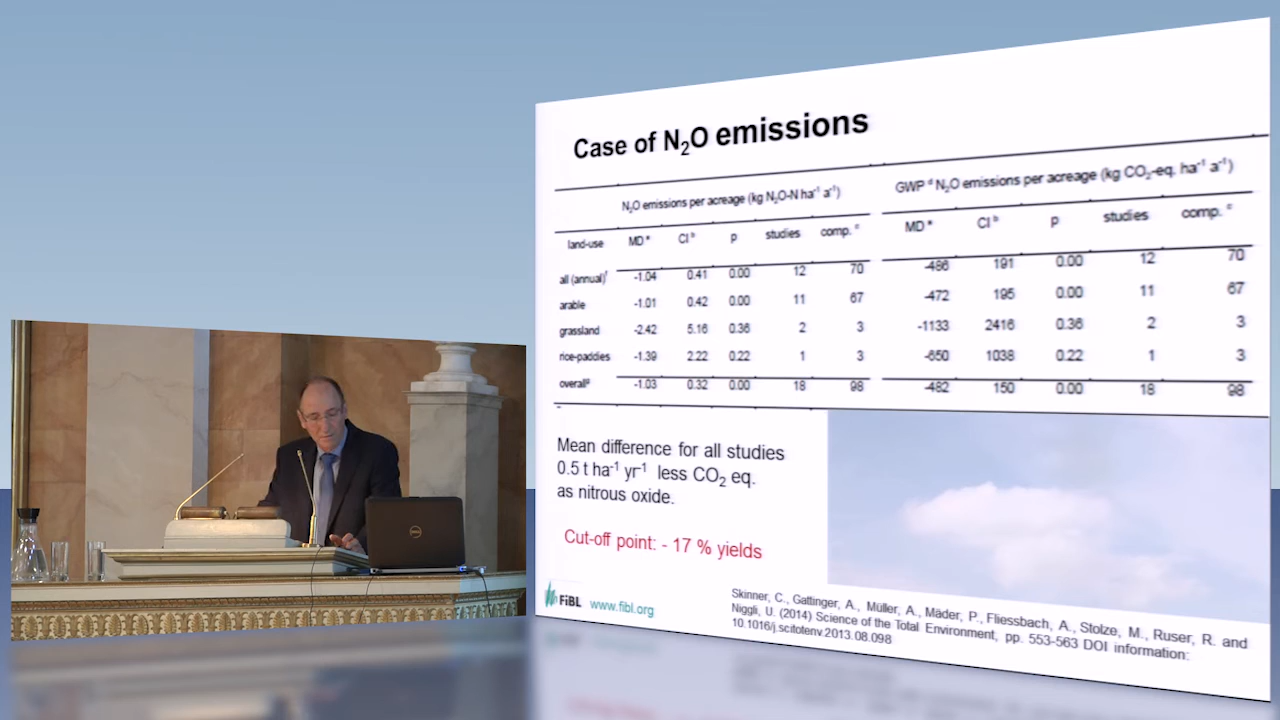 Case of N₂O emissions
N₂O emissions per acreage (kg N₂O-N ha⁻¹ a⁻¹) GWP ᵈ N₂O emissions per acreage (kg CO₂-eq. ha⁻¹ a⁻¹)
land-use MD ᵃ CI ᵇ p studies comp. ᶜ MD ᵃ CI ᵇ p studies comp. ᶜ
all (annual)ᶠ -1.04 0.41 0.00 12 70 -486 191 0.00 12 70
arable -1.01 0.42 0.00 11 67 -472 195 0.00 11 67
grassland -2.42 5.16 0.36 2 3 -1133 2416 0.36 2 3
rice-paddies -1.39 2.22 0.22 1 3 -650 1038 0.22 1 3
overallᵍ -1.03 0.32 0.00 18 98 -482 150 0.00 18 98
Mean difference for all studies
0.5 t ha⁻¹ yr⁻¹ less CO₂ eq.
as nitrous oxide.
Cut-off point: - 17 % yields
FiBL www.fibl.org
Skinner, C., Gattinger, A., Müller, A., Mäder, P., Fliessbach, A., Stolze, M., Ruser, R. and
Niggli, U. (2014) Science of the Total Environment, pp. 553-563 DOI information:
10.1016/j.scitotenv.2013.08.098
DELL